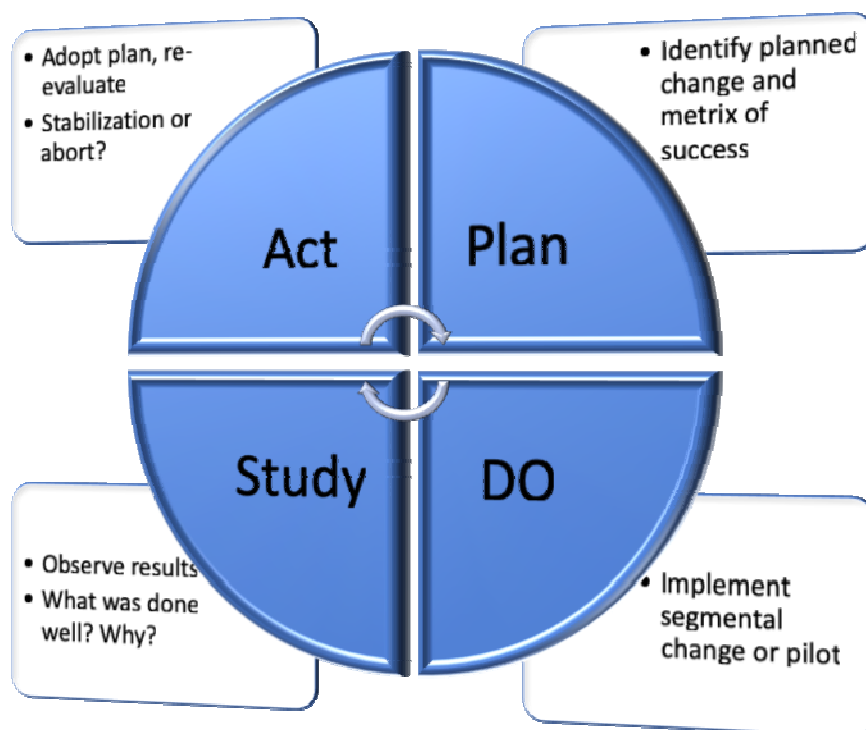 • Adopt plan, re-
evaluate
• Stabilization or
abort?
• Identify planned
change and
metrix of
success
Act
Plan
Study
DO
• Observe results
• What was done
well? Why?
• Implement
segmental
change or pilot